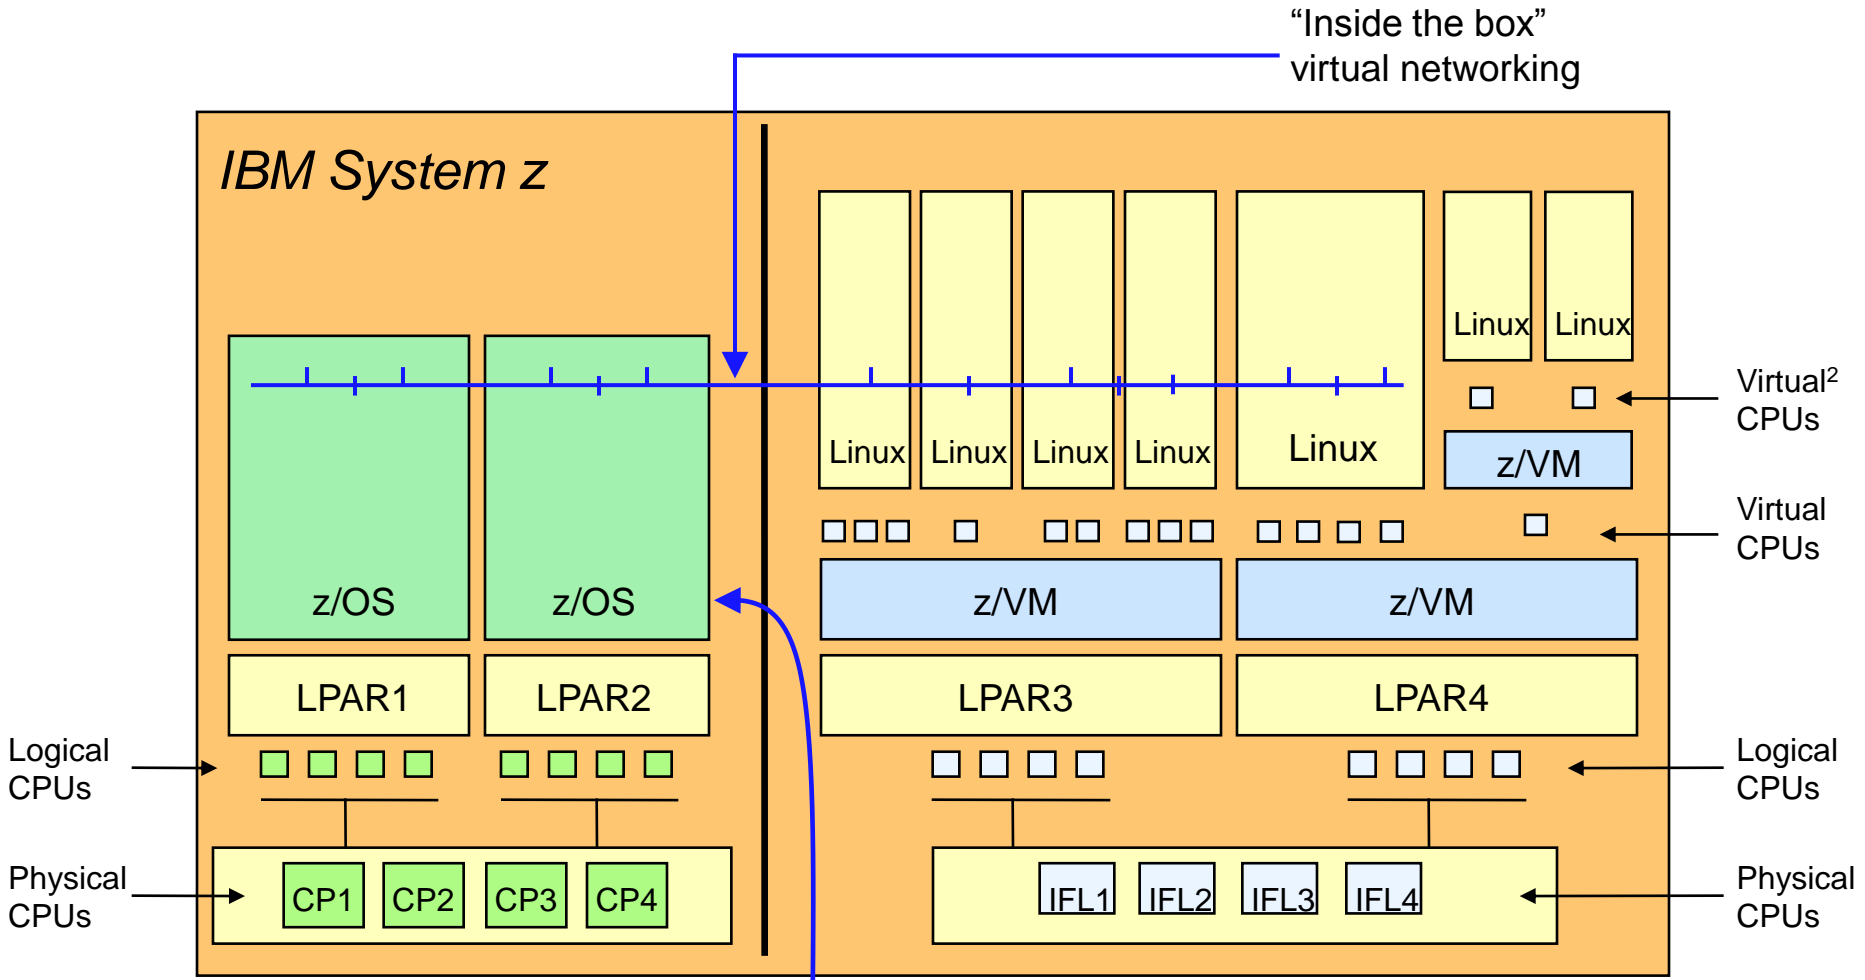 “Inside the box”
virtual networking
IBM System z
Linux Linux
Virtual2
CPUs
Linux Linux Linux Linux Linux
z/VM
Virtual
CPUs
z/OS z/OS z/VM z/VM
LPAR1 LPAR2 LPAR3 LPAR4
Logical
CPUs
Logical
CPUs
Physical
CPUs
CP1 CP2 CP3 CP4
IFL1 IFL2 IFL3 IFL4
Physical
CPUs